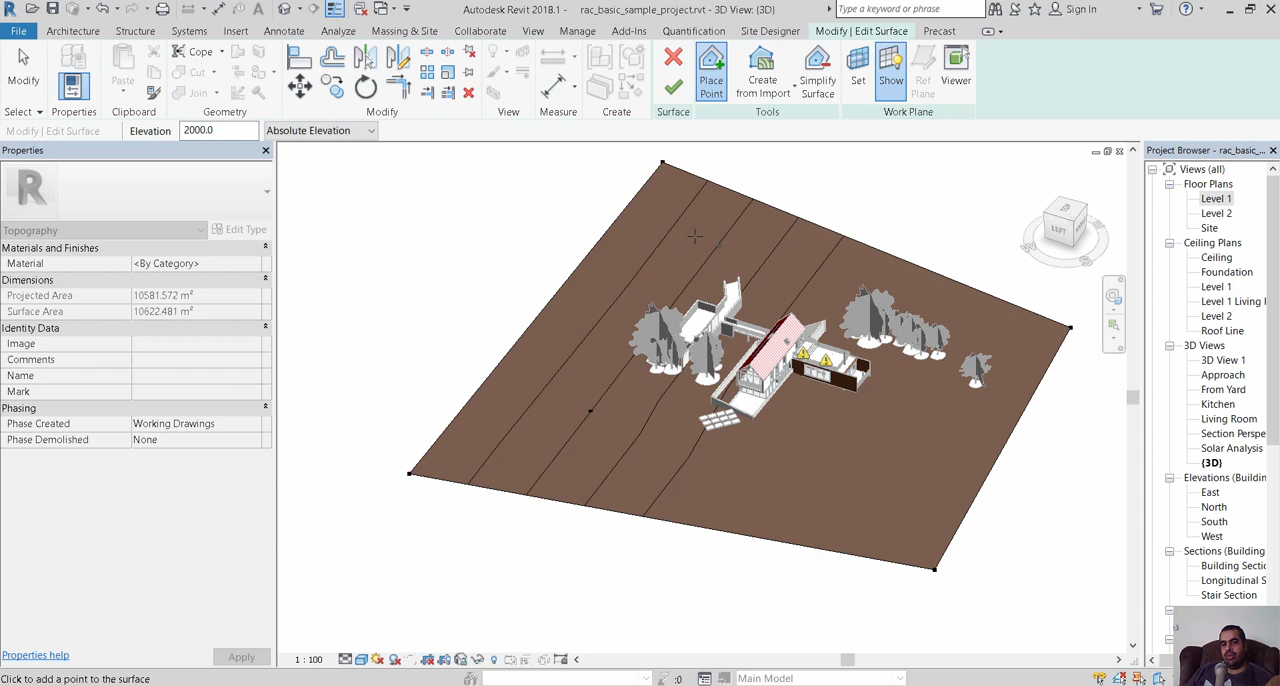 Autodesk Revit 2018.1 - rac_basic_sample_project.rvt - 3D View: {3D}
Type a keyword or phrase
Sign In
File Architecture Structure Systems Insert Annotate Analyze Massing & Site Collaborate View Manage Add-Ins Quantification Site Designer Modify | Edit Surface Precast
Modify
Paste
Cope
Cut
Join
Place Point
Create from Import
Simplify Surface
Set
Show
Ref Plane
Viewer
Select Properties Clipboard Geometry Modify View Measure Create Surface Tools Work Plane
Modify | Edit Surface Elevation 2000.0 Absolute Elevation
Properties
Topography
Edit Type
Materials and Finishes
Material <By Category>
Dimensions
Projected Area 10581.572 m²
Surface Area 10622.481 m²
Identity Data
Image
Comments
Name
Mark
Phasing
Phase Created Working Drawings
Phase Demolished None
Properties help
Apply
LEFT
Project Browser - rac_basic_...
Views (all)
Floor Plans
Level 1
Level 2
Site
Ceiling Plans
Ceiling
Foundation
Level 1
Level 1 Living
Level 2
Roof Line
3D Views
3D View 1
Approach
From Yard
Kitchen
Living Room
Section Perspe
Solar Analysis
{3D}
Elevations (Buildin
East
North
South
West
Sections (Building
Building Sectio
Longitudinal S
Stair Section
1 : 100
Click to add a point to the surface
:0
Main Model